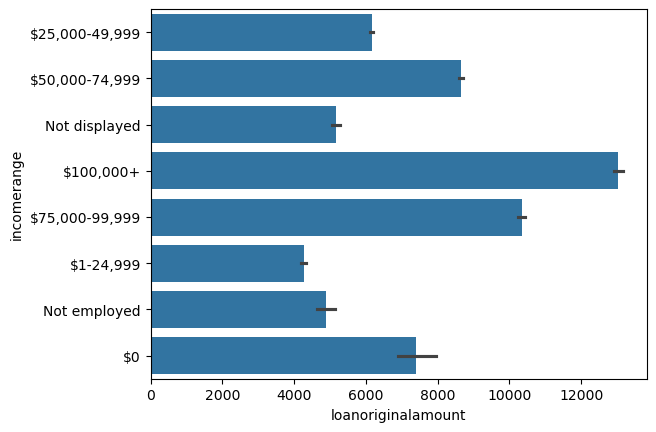 $25,000-49,999
$50,000-74,999
Not displayed
$100,000+
$75,000-99,999
$1-24,999
Not employed
$0
incomerange
0 2000 4000 6000 8000 10000 12000
loanoriginalamount